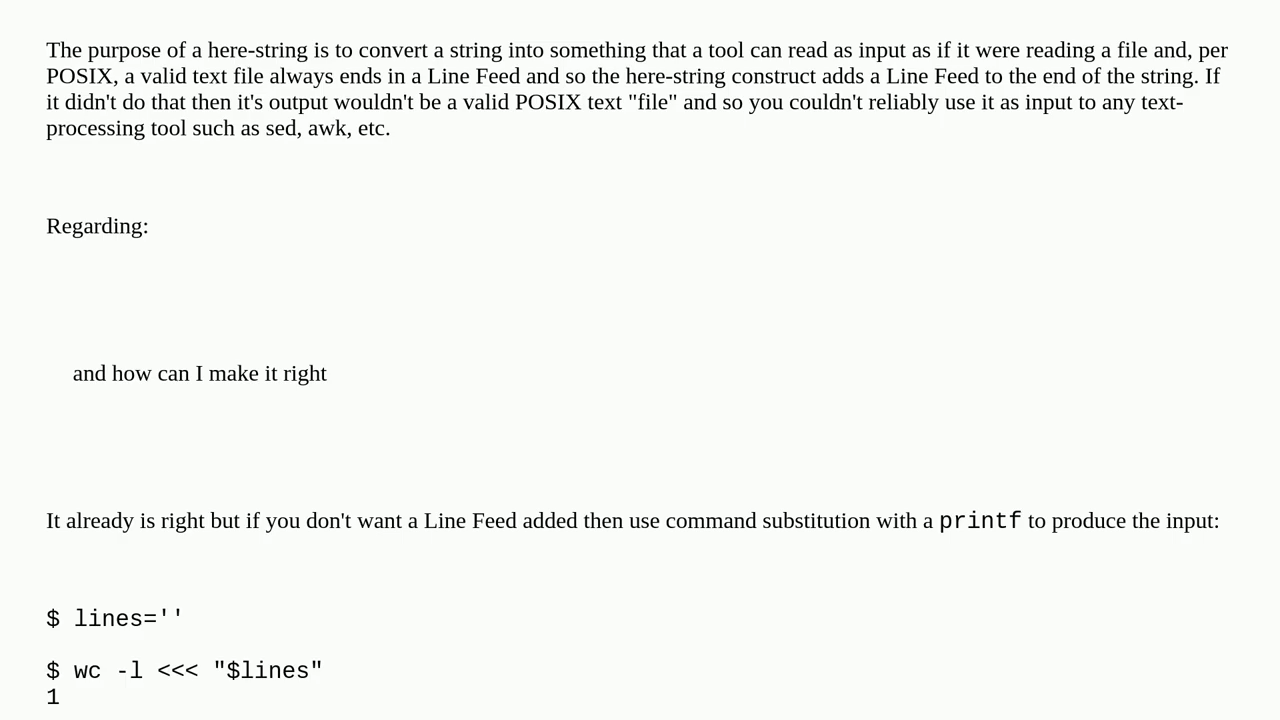 The purpose of a here-string is to convert a string into something that a tool can read as input as if it were reading a file and, per
POSIX, a valid text file always ends in a Line Feed and so the here-string construct adds a Line Feed to the end of the string. If
it didn't do that then it's output wouldn't be a valid POSIX text "file" and so you couldn't reliably use it as input to any text-
processing tool such as sed, awk, etc.
Regarding:
and how can I make it right
It already is right but if you don't want a Line Feed added then use command substitution with a printf to produce the input:
$ lines=''
$ wc -l <<< "$lines"
1